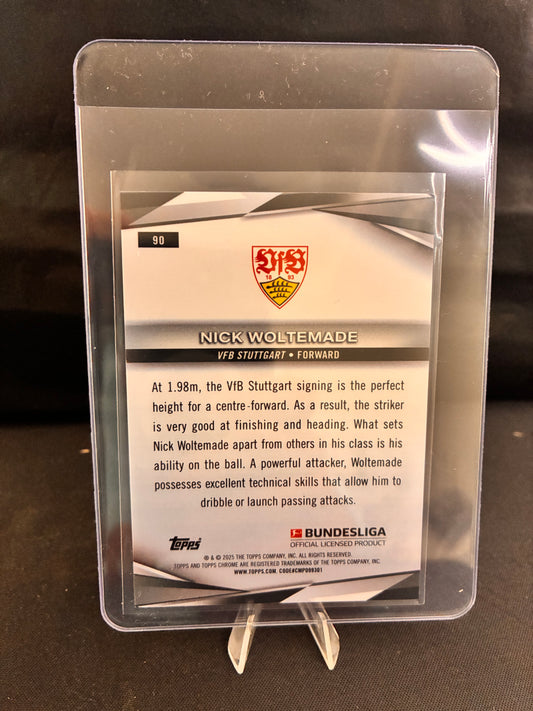 90
VfB
18 93
NICK WOLTEMADE
VFB STUTTGART • FORWARD
At 1.98m, the VfB Stuttgart signing is the perfect
height for a centre-forward. As a result, the striker
is very good at finishing and heading. What sets
Nick Woltemade apart from others in his class is his
ability on the ball. A powerful attacker, Woltemade
possesses excellent technical skills that allow him to
dribble or launch passing attacks.
topps
BUNDESLIGA
OFFICIAL LICENSED PRODUCT
® & © 2025 THE TOPPS COMPANY, INC. ALL RIGHTS RESERVED.
TOPPS AND TOPPS CHROME ARE REGISTERED TRADEMARKS OF THE TOPPS COMPANY, INC.
WWW.TOPPS.COM. CODE#CMP098301